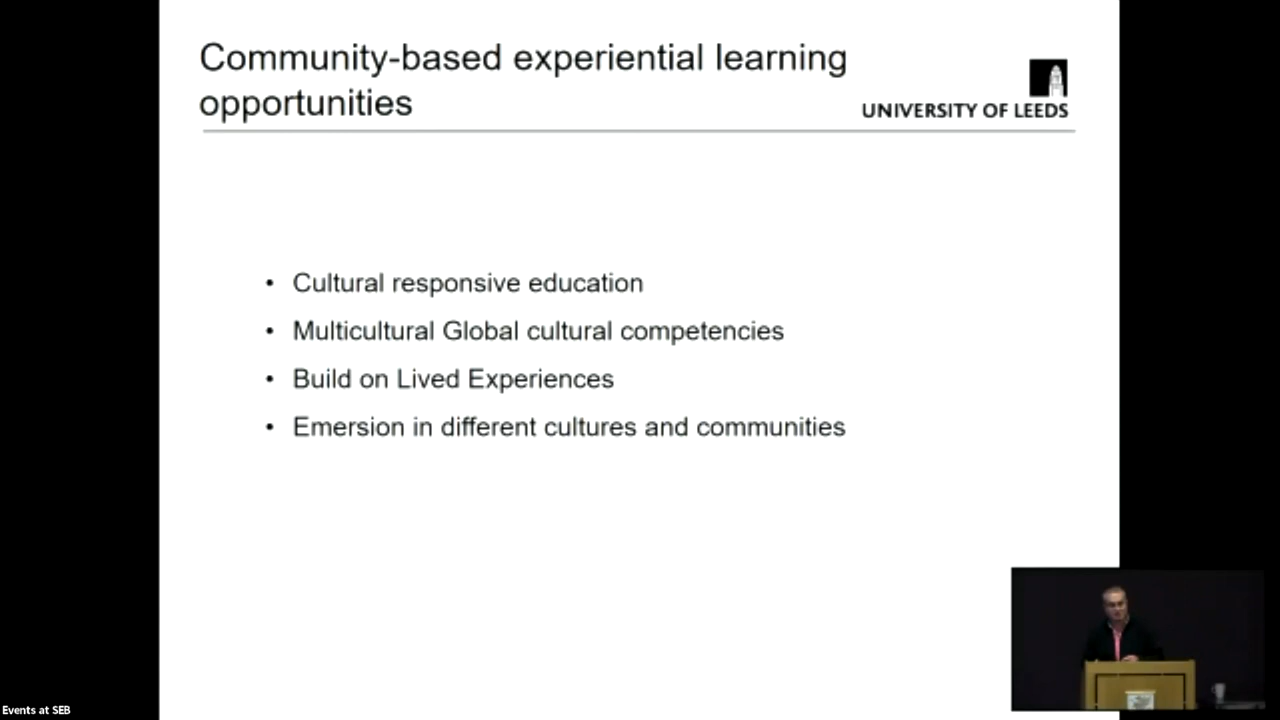 Community-based experiential learning
opportunities
UNIVERSITY OF LEEDS
• Cultural responsive education
• Multicultural Global cultural competencies
• Build on Lived Experiences
• Emersion in different cultures and communities
Events at SEB